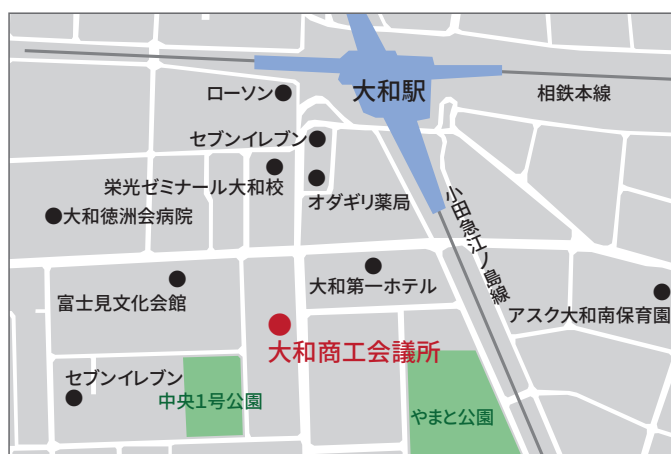 ローソン
大和駅
相鉄本線
セブンイレブン
栄光ゼミナール大和校
オダギリ薬局
大和徳洲会病院
小田急江ノ島線
富士見文化会館
大和第一ホテル
アスク大和南保育園
大和商工会議所
セブンイレブン
中央1号公園
やまと公園